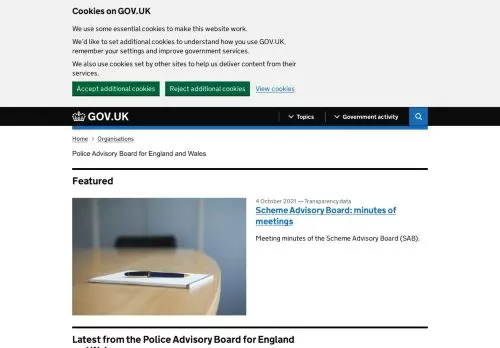 Cookies on GOV.UK
We use some essential cookies to make this website work.
We'd like to set additional cookies to understand how you use GOV.UK,
remember your settings and improve government services.
We also use cookies set by other sites to help us deliver content from their
services.
Accept additional cookies
Reject additional cookies
View cookies
GOV.UK
Topics
Government activity
Home > Organisations
Police Advisory Board for England and Wales
Featured
4 October 2021 — Transparency data
Scheme Advisory Board: minutes of
meetings
Meeting minutes of the Scheme Advisory Board (SAB).
Latest from the Police Advisory Board for England
and Wales